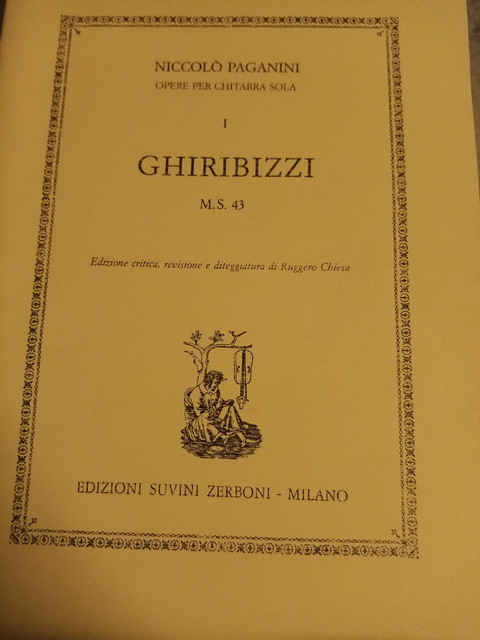 NICCOLÒ PAGANINI
OPERE PER CHITARRA SOLA
I
GHIRIBIZZI
M.S. 43
Edizione critica, revisione e diteggiatura di Ruggero Chiesa
EDIZIONI SUVINI ZERBONI - MILANO